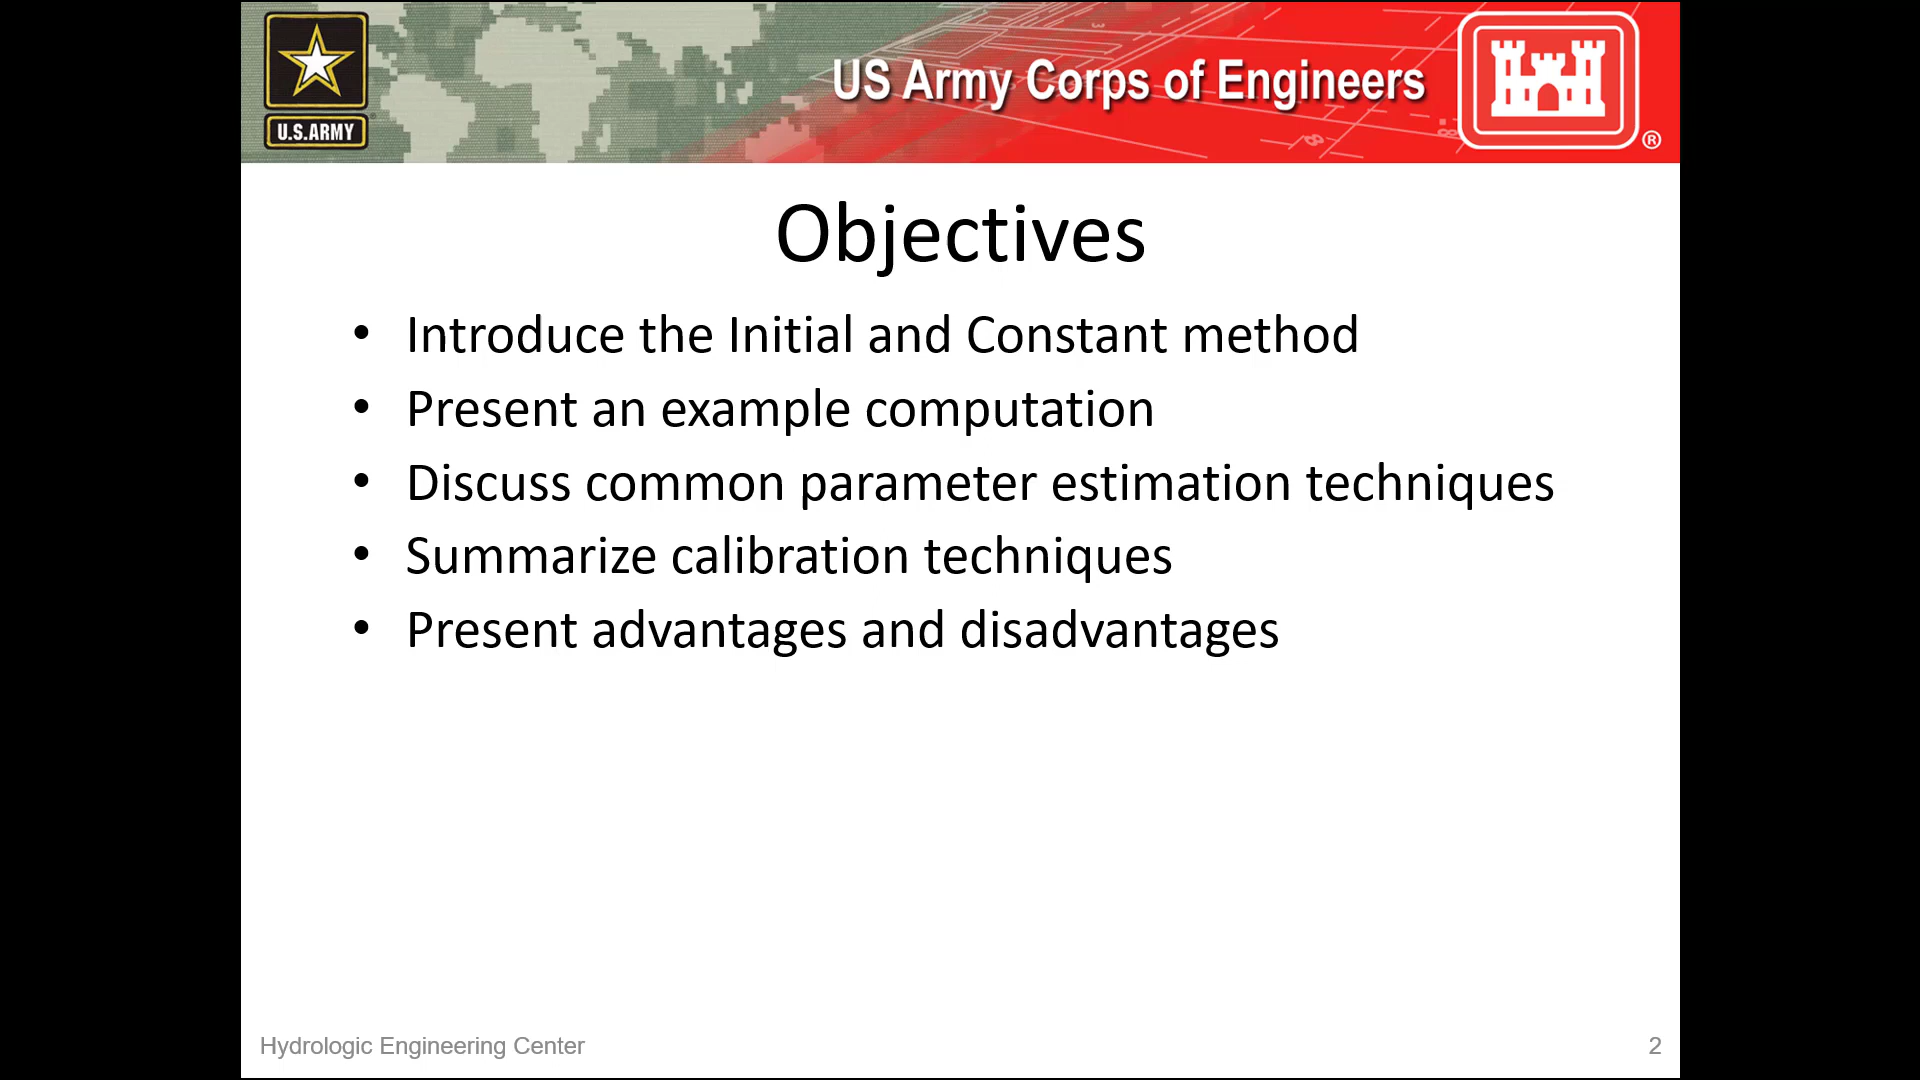 U.S.ARMY
US Army Corps of Engineers
®
Objectives
• Introduce the Initial and Constant method
• Present an example computation
• Discuss common parameter estimation techniques
• Summarize calibration techniques
• Present advantages and disadvantages
Hydrologic Engineering Center
2